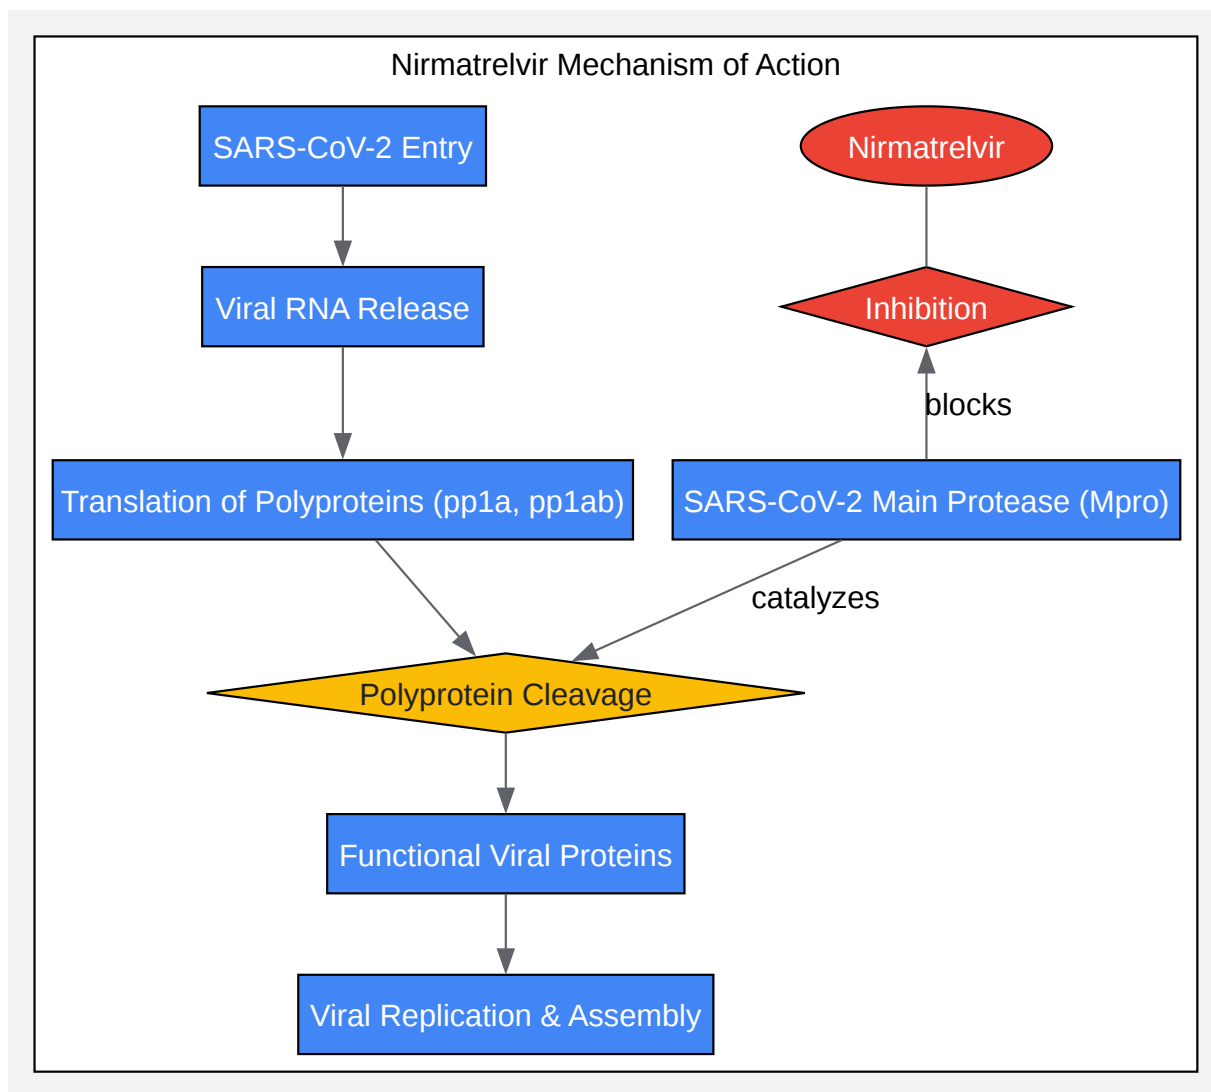 Nirmatrelvir Mechanism of Action
SARS-CoV-2 Entry
Nirmatrelvir
Viral RNA Release
Inhibition
blocks
Translation of Polyproteins (pp1a, pp1ab)
SARS-CoV-2 Main Protease (Mpro)
catalyzes
Polyprotein Cleavage
Functional Viral Proteins
Viral Replication & Assembly